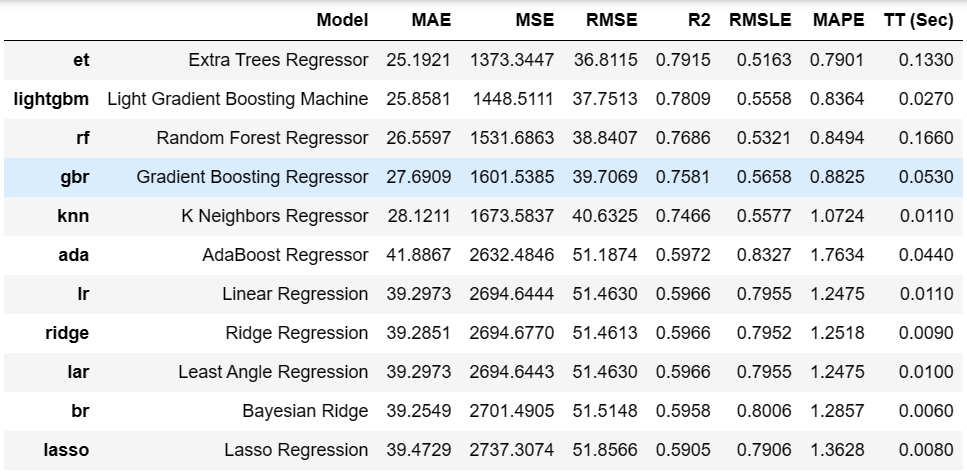 Model MAE MSE RMSE R2 RMSLE MAPE TT (Sec)
et Extra Trees Regressor 25.1921 1373.3447 36.8115 0.7915 0.5163 0.7901 0.1330
lightgbm Light Gradient Boosting Machine 25.8581 1448.5111 37.7513 0.7809 0.5558 0.8364 0.0270
rf Random Forest Regressor 26.5597 1531.6863 38.8407 0.7686 0.5321 0.8494 0.1660
gbr Gradient Boosting Regressor 27.6909 1601.5385 39.7069 0.7581 0.5658 0.8825 0.0530
knn K Neighbors Regressor 28.1211 1673.5837 40.6325 0.7466 0.5577 1.0724 0.0110
ada AdaBoost Regressor 41.8867 2632.4846 51.1874 0.5972 0.8327 1.7634 0.0440
lr Linear Regression 39.2973 2694.6444 51.4630 0.5966 0.7955 1.2475 0.0110
ridge Ridge Regression 39.2851 2694.6770 51.4613 0.5966 0.7952 1.2518 0.0090
lar Least Angle Regression 39.2973 2694.6443 51.4630 0.5966 0.7955 1.2475 0.0100
br Bayesian Ridge 39.2549 2701.4905 51.5148 0.5958 0.8006 1.2857 0.0060
lasso Lasso Regression 39.4729 2737.3074 51.8566 0.5905 0.7906 1.3628 0.0080